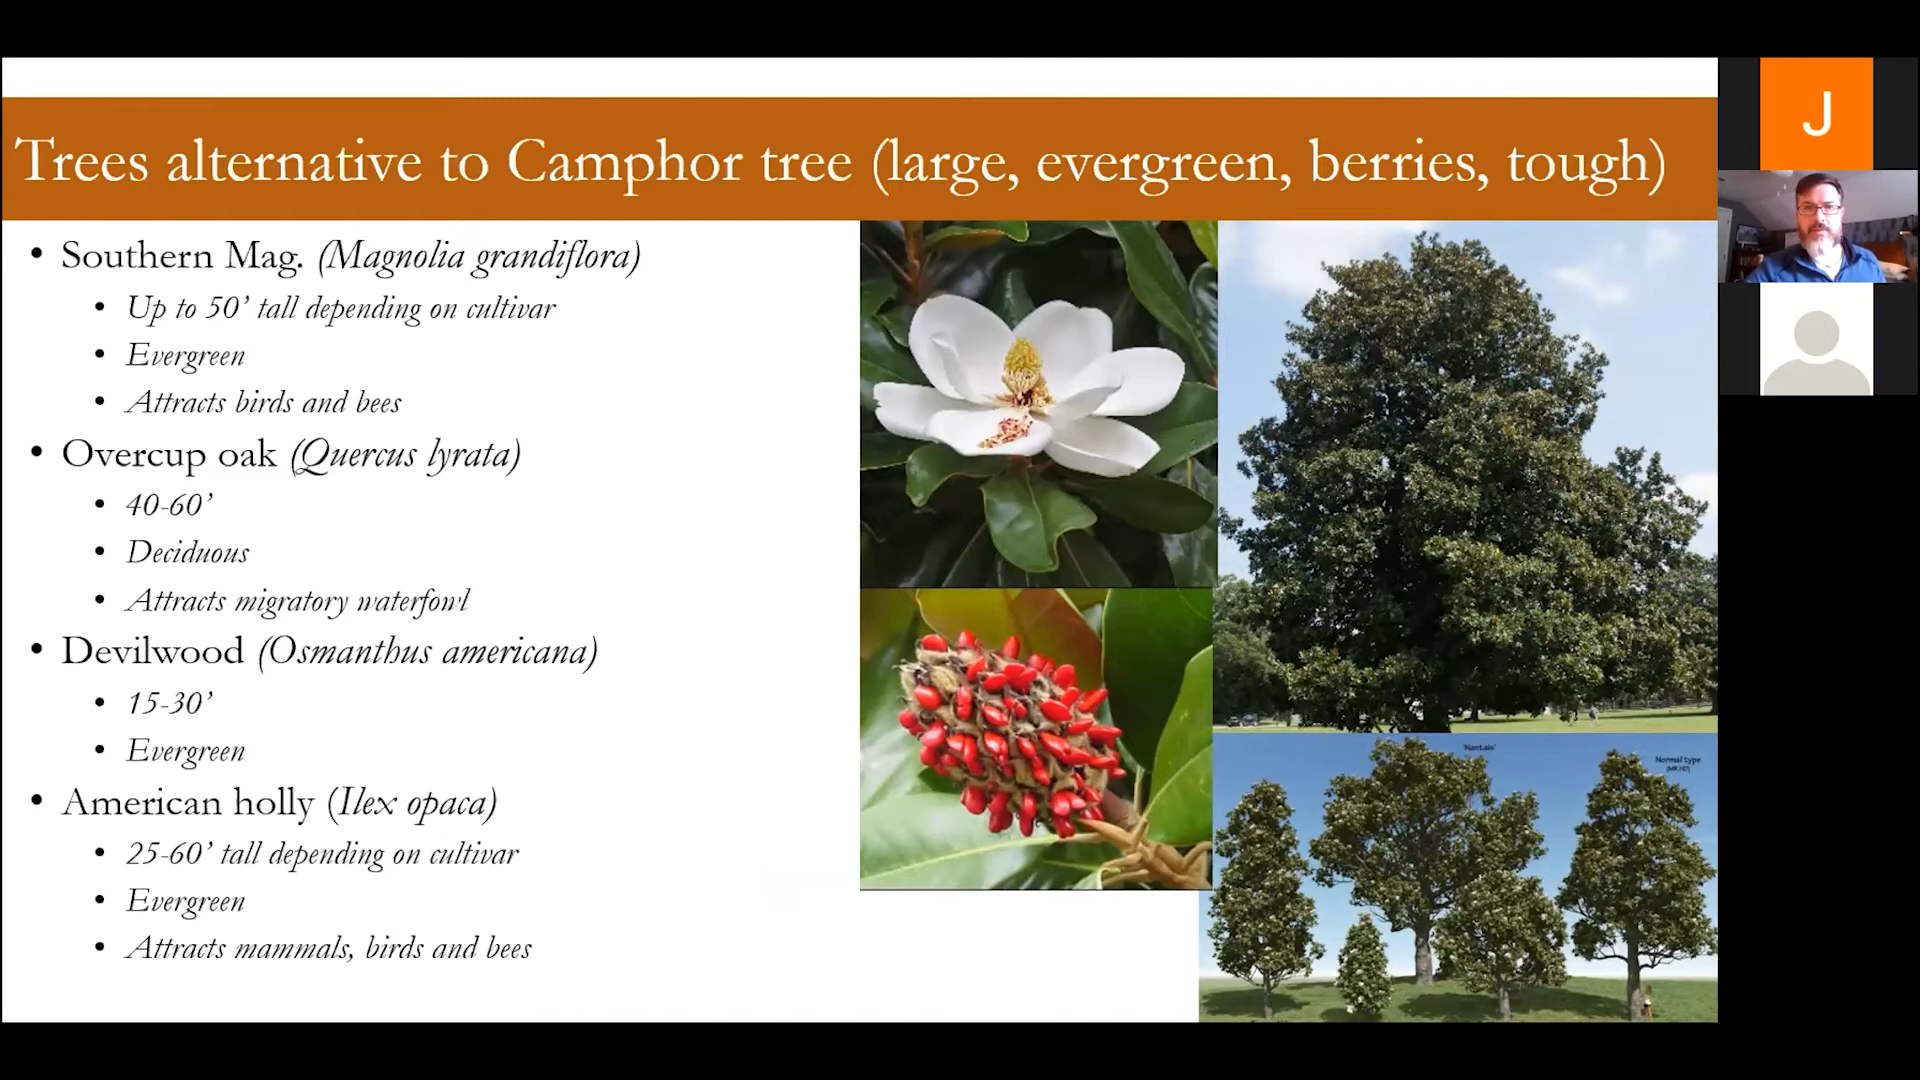 Trees alternative to Camphor tree (large, evergreen, berries, tough)
• Southern Mag. (Magnolia grandiflora)
• Up to 50’ tall depending on cultivar
• Evergreen
• Attracts birds and bees
• Overcup oak (Quercus lyrata)
• 40-60’
• Deciduous
• Attracts migratory waterfowl
• Devilwood (Osmanthus americana)
• 15-30’
• Evergreen
• American holly (Ilex opaca)
• 25-60’ tall depending on cultivar
• Evergreen
• Attracts mammals, birds and bees
J
Normal type